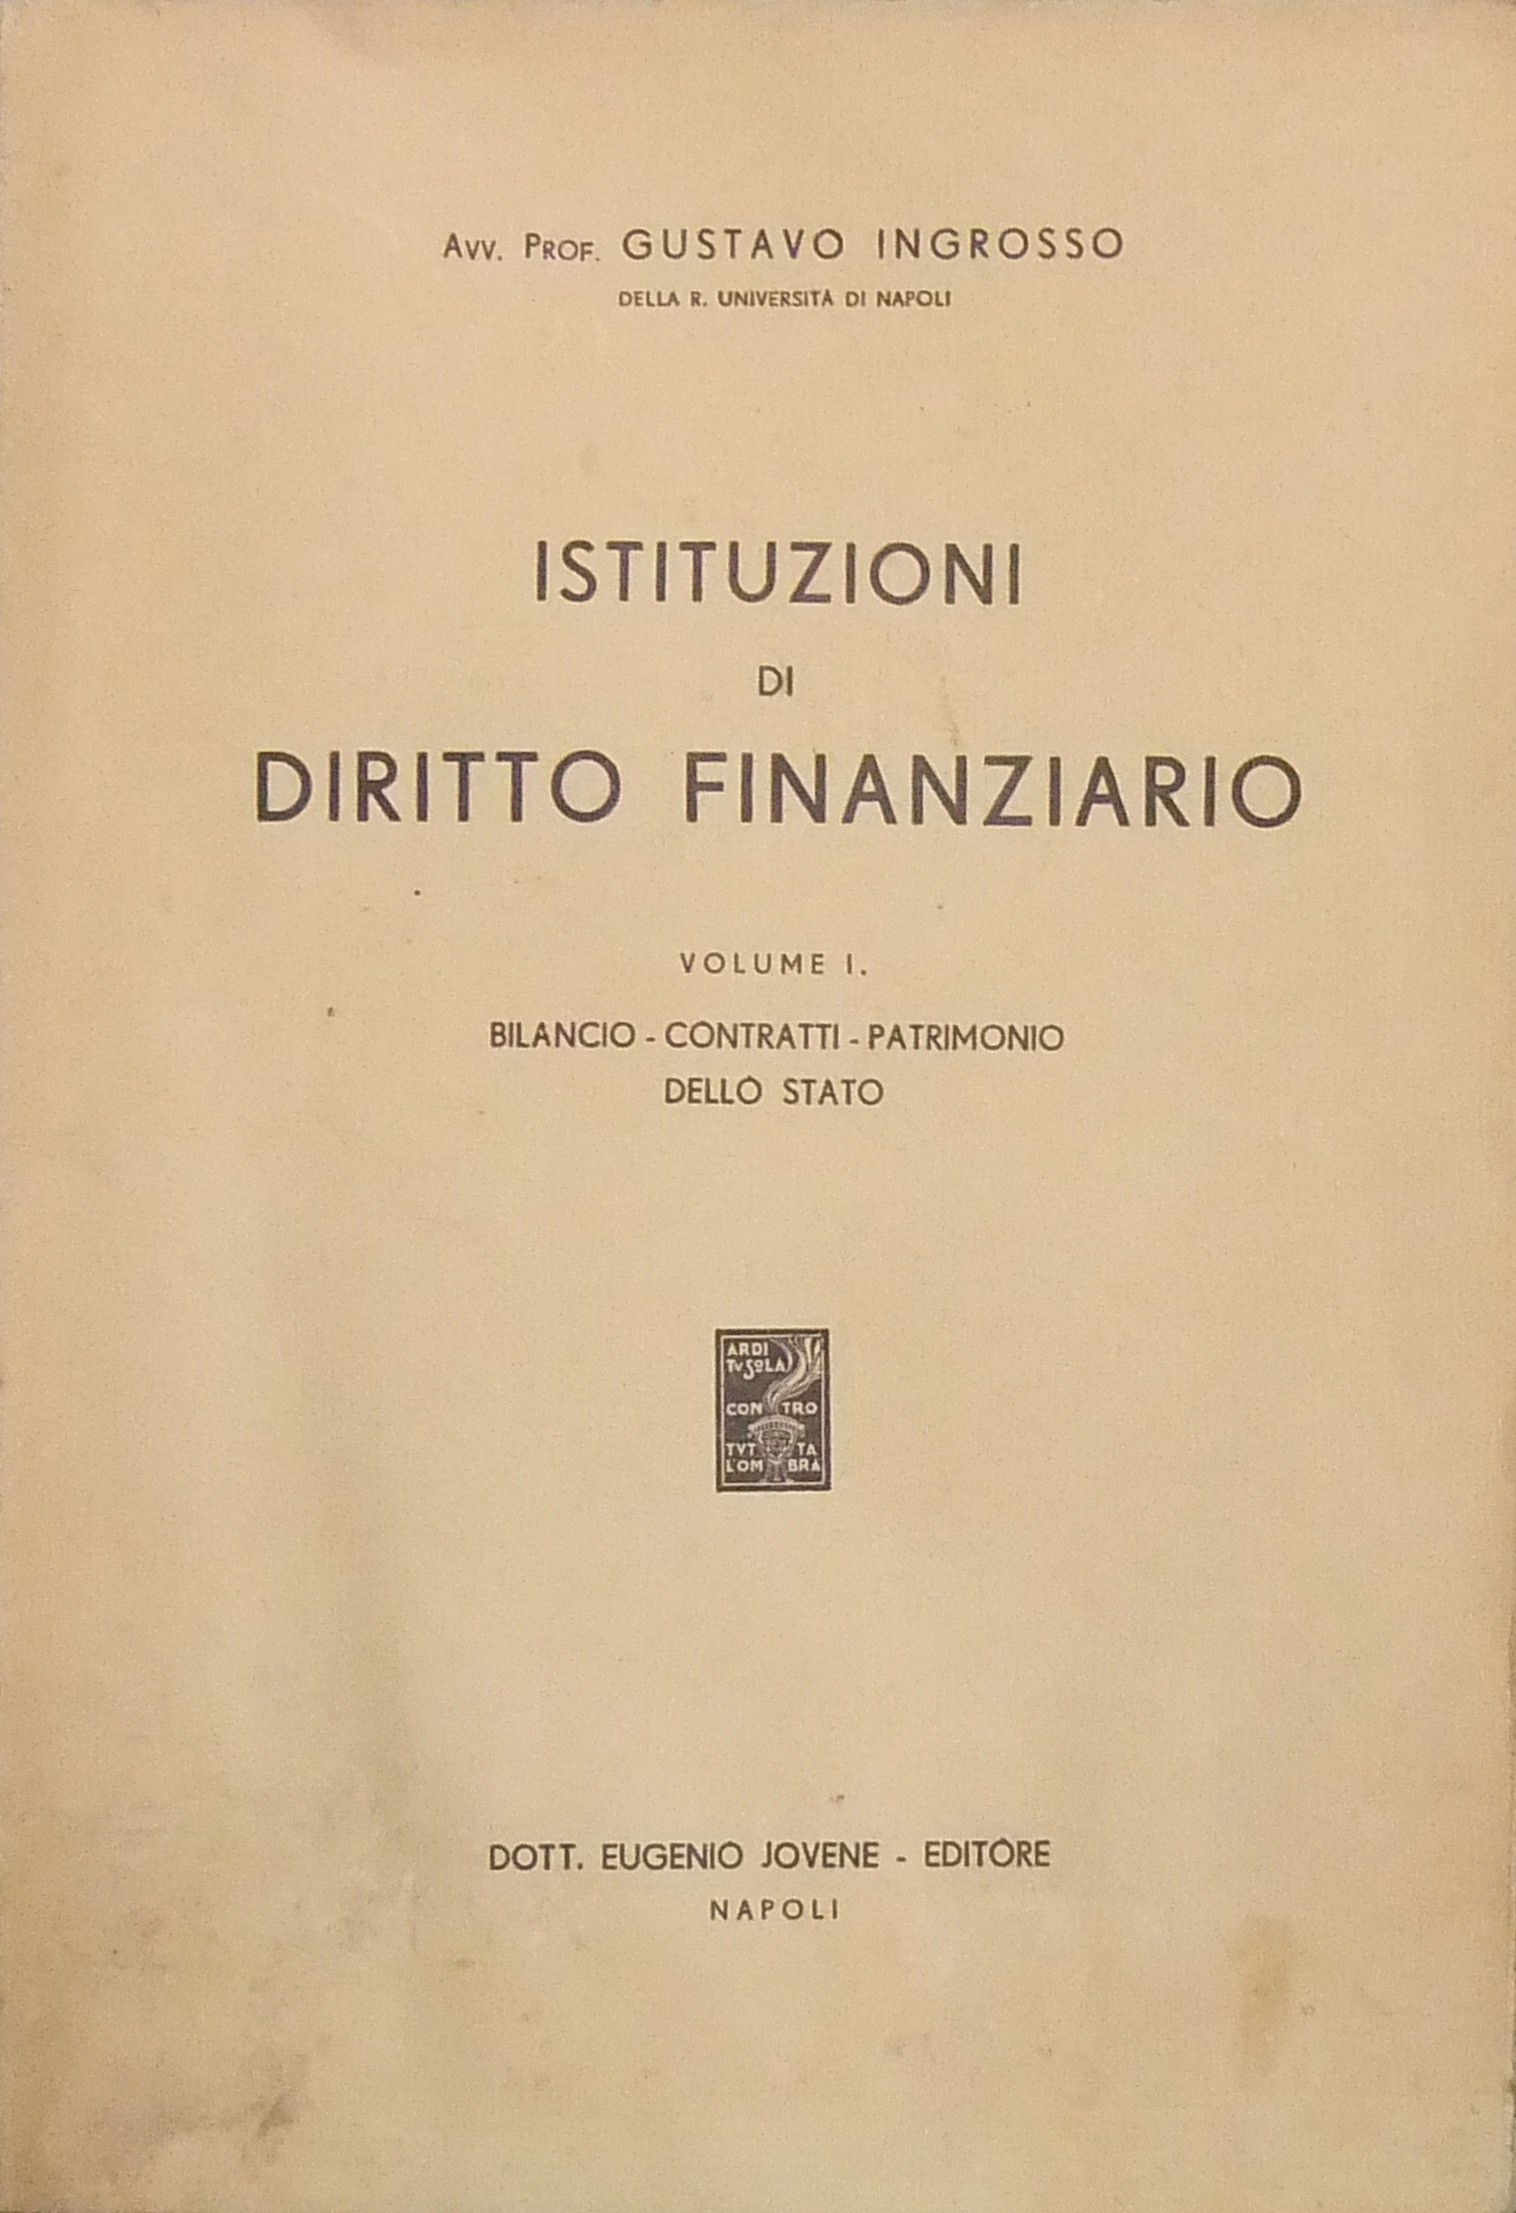 AVV. PROF. GUSTAVO INGROSSO
DELLA R. UNIVERSITÀ DI NAPOLI
ISTITUZIONI
DI
DIRITTO FINANZIARIO
VOLUME I.
BILANCIO - CONTRATTI - PATRIMONIO
DELLO STATO
ARDI
TV SOLA
CONTRO
TVTTA
L'OMBRA
DOTT. EUGENIO JOVENE - EDITORE
NAPOLI